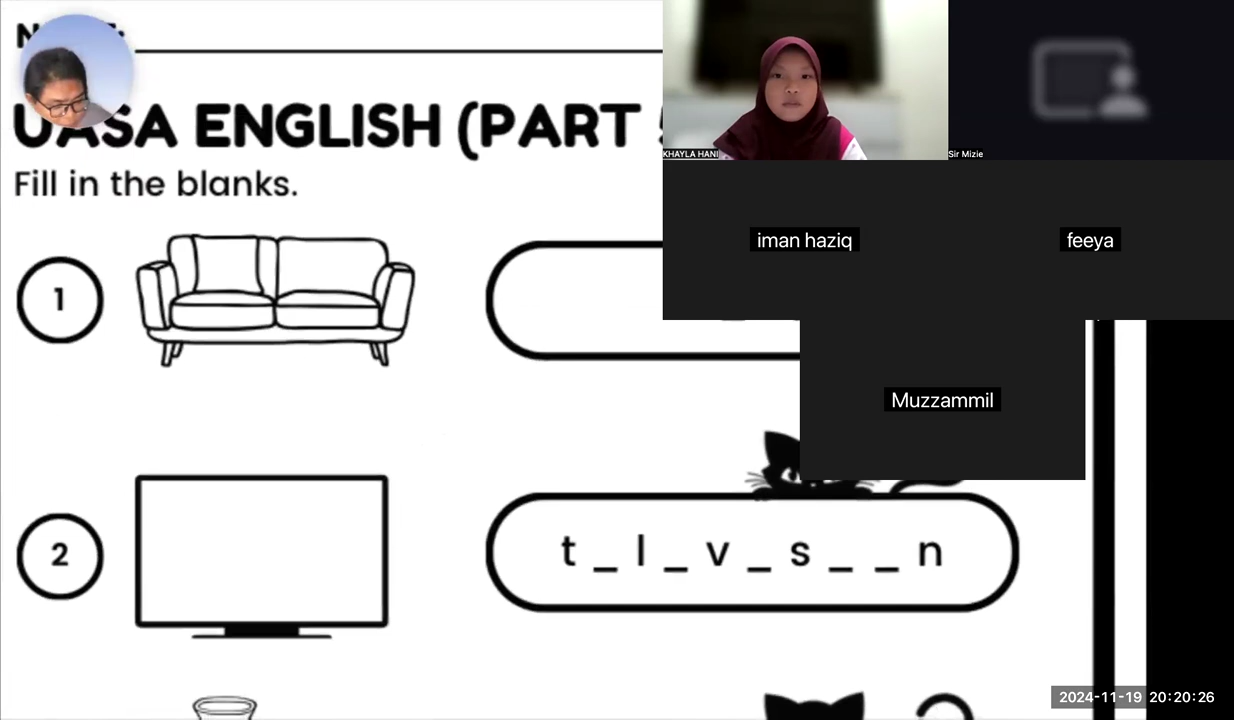 UASA ENGLISH (PART
Fill in the blanks.
1
2
t _ l _ v _ s _ _ n
KHAYLA HANI
Sir Mizie
iman haziq
feeya
Muzzammil
2024-11-19 20:20:26